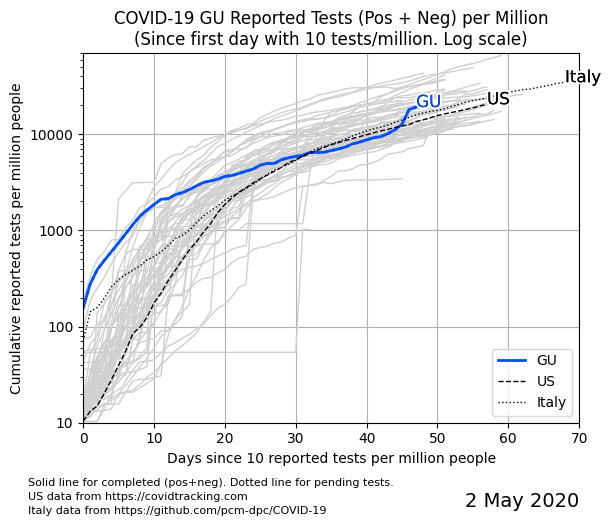 COVID-19 GU Reported Tests (Pos + Neg) per Million
(Since first day with 10 tests/million. Log scale)
Cumulative reported tests per million people
10000
1000
100
10
GU
US
Italy
GU
US
Italy
0 10 20 30 40 50 60 70
Days since 10 reported tests per million people
Solid line for completed (pos+neg). Dotted line for pending tests.
US data from https://covidtracking.com
Italy data from https://github.com/pcm-dpc/COVID-19
2 May 2020